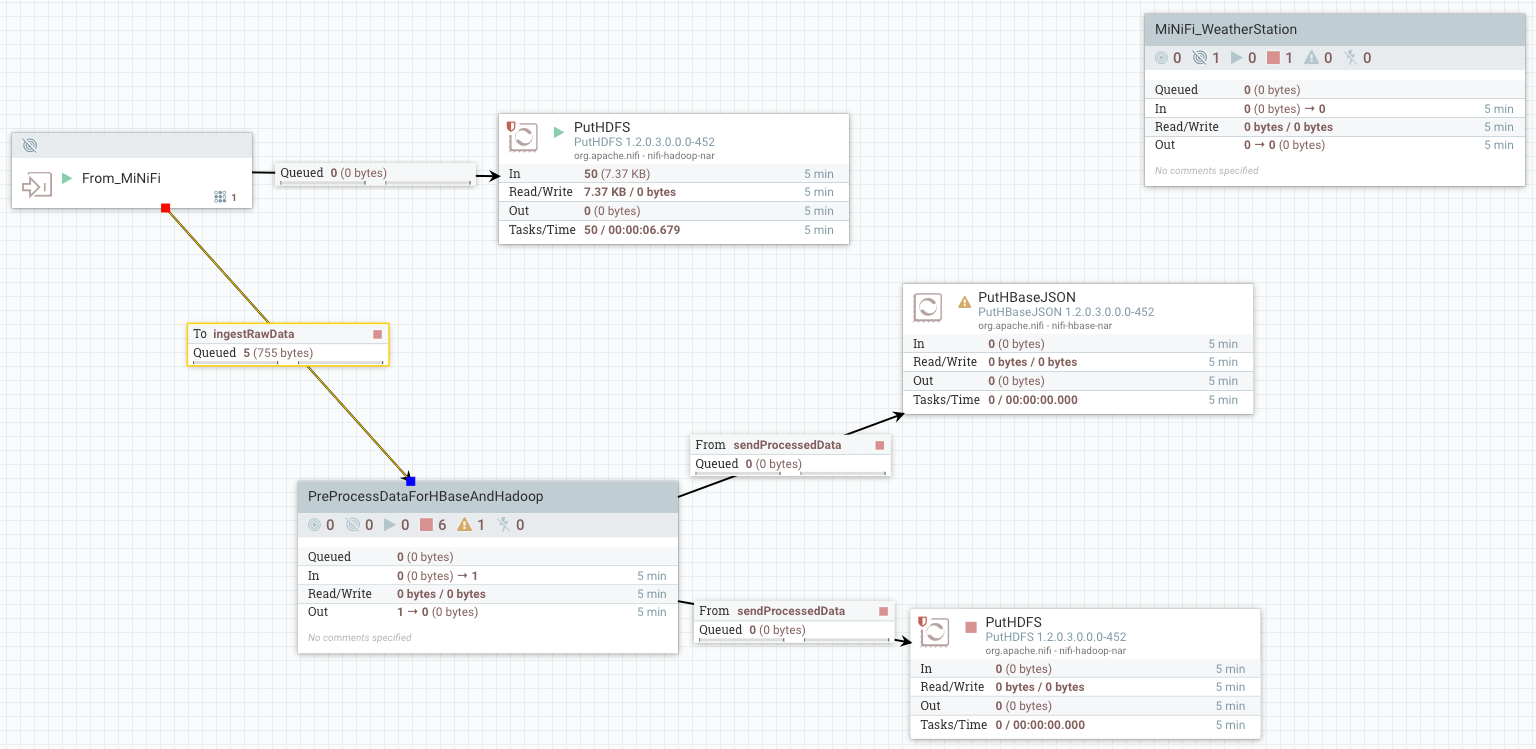 MiNiFi_WeatherStation
0 1 0 1 0 0
Queued 0 (0 bytes)
In 0 (0 bytes) → 0 5 min
Read/Write 0 bytes / 0 bytes 5 min
Out 0 → 0 (0 bytes) 5 min
No comments specified
From_MiNiFi
1
Queued 0 (0 bytes)
PutHDFS
PutHDFS 1.2.0.3.0.0.0-452
org.apache.nifi - nifi-hadoop-nar
In 50 (7.37 KB) 5 min
Read/Write 7.37 KB / 0 bytes 5 min
Out 0 (0 bytes) 5 min
Tasks/Time 50 / 00:00:06.679 5 min
To ingestRawData
Queued 5 (755 bytes)
PutHBaseJSON
PutHBaseJSON 1.2.0.3.0.0.0-452
org.apache.nifi - nifi-hbase-nar
In 0 (0 bytes) 5 min
Read/Write 0 bytes / 0 bytes 5 min
Out 0 (0 bytes) 5 min
Tasks/Time 0 / 00:00:00.000 5 min
From sendProcessedData
Queued 0 (0 bytes)
PreProcessDataForHBaseAndHadoop
0 0 0 6 1 0
Queued 0 (0 bytes)
In 0 (0 bytes) → 1 5 min
Read/Write 0 bytes / 0 bytes 5 min
Out 1 → 0 (0 bytes) 5 min
No comments specified
From sendProcessedData
Queued 0 (0 bytes)
PutHDFS
PutHDFS 1.2.0.3.0.0.0-452
org.apache.nifi - nifi-hadoop-nar
In 0 (0 bytes) 5 min
Read/Write 0 bytes / 0 bytes 5 min
Out 0 (0 bytes) 5 min
Tasks/Time 0 / 00:00:00.000 5 min